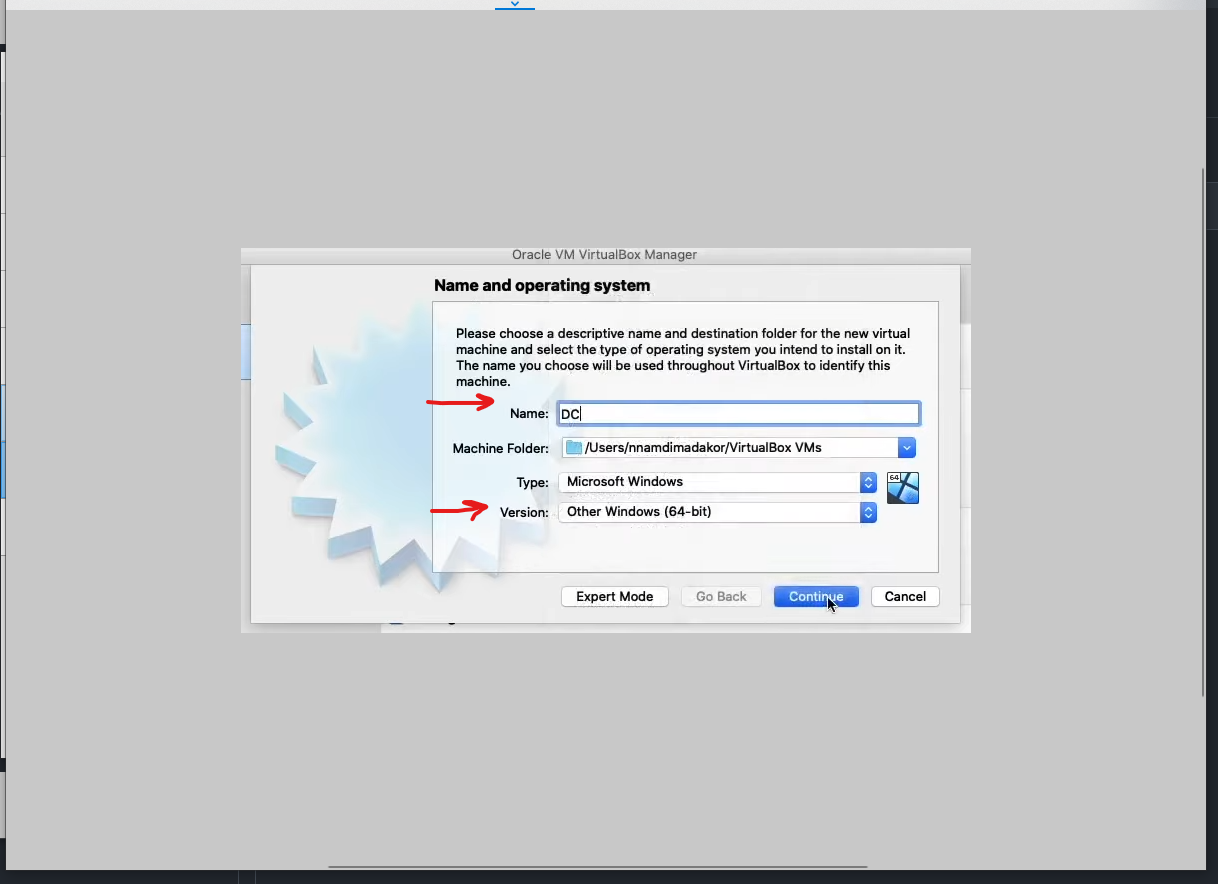 Oracle VM VirtualBox Manager
Name and operating system
Please choose a descriptive name and destination folder for the new virtual
machine and select the type of operating system you intend to install on it.
The name you choose will be used throughout VirtualBox to identify this
machine.
Name: DC
Machine Folder: /Users/nnamdimadakor/VirtualBox VMs
Type: Microsoft Windows
64
Version: Other Windows (64-bit)
Expert Mode Go Back Continue Cancel